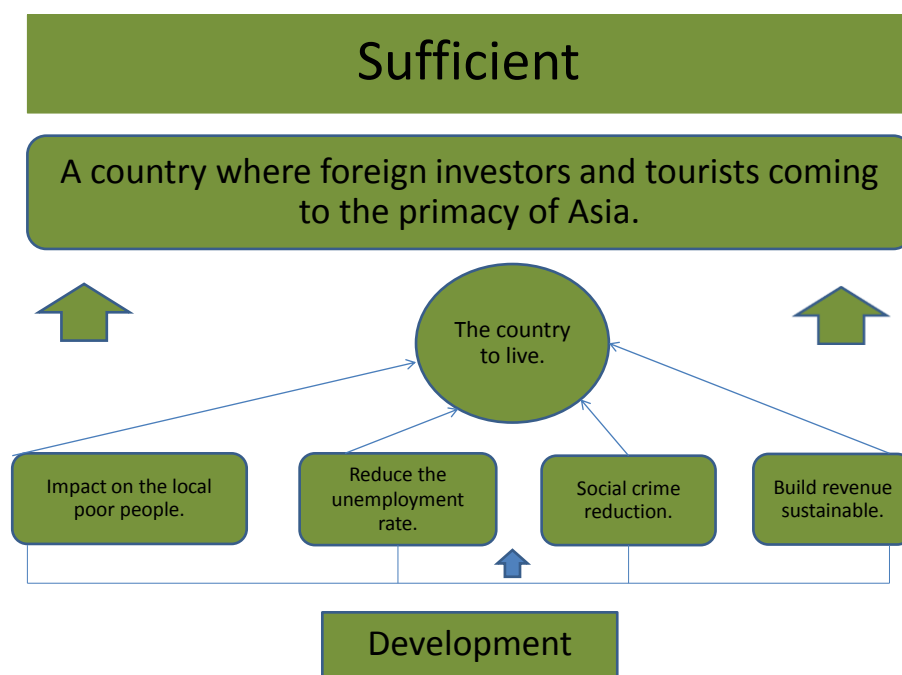 Sufficient
A country where foreign investors and tourists coming
to the primacy of Asia.
The country
to live.
Impact on the local
poor people.
Reduce the
unemployment
rate.
Social crime
reduction.
Build revenue
sustainable.
Development